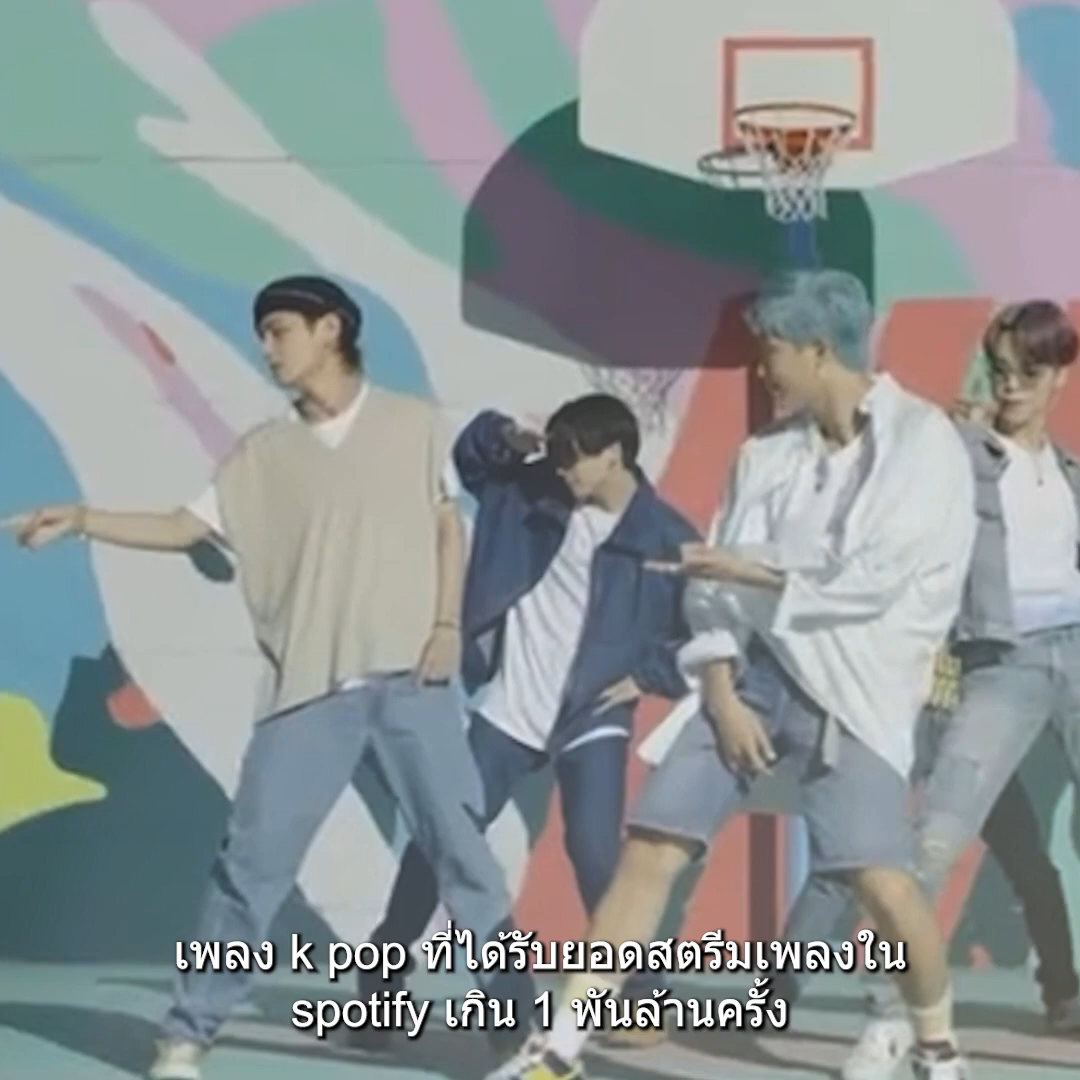 เพลง k pop ที่ได้รับยอดสตรีมเพลงใน
spotify เกิน 1 พันล้านครั้ง